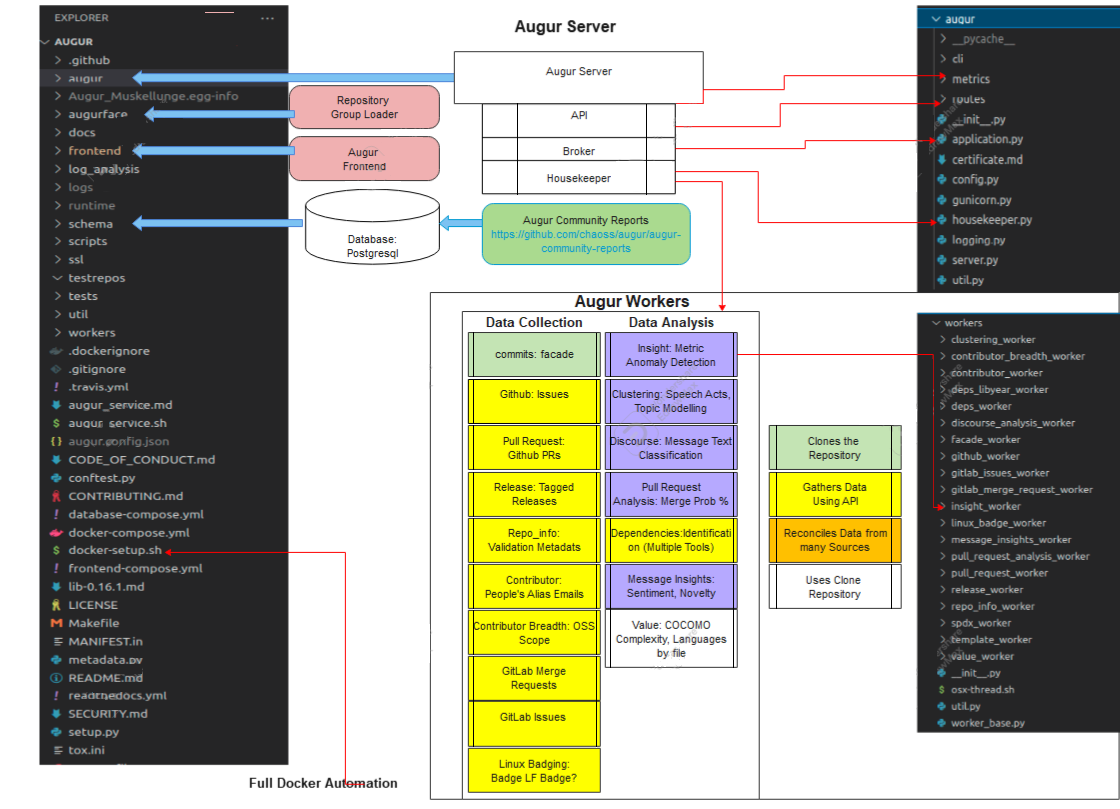 EXPLORER
AUGUR
.github
augur
Augur_Muskellunge.egg-info
augurface
docs
frontend
log_analysis
logs
runtime
schema
scripts
ssl
testrepos
tests
util
workers
.dockerignore
.gitignore
.travis.yml
augur_service.md
augur_service.sh
augur.config.json
CODE_OF_CONDUCT.md
conftest.py
CONTRIBUTING.md
database-compose.yml
docker-compose.yml
docker-setup.sh
frontend-compose.yml
lib-0.16.1.md
LICENSE
Makefile
MANIFEST.in
metadata.py
README.md
readthedocs.yml
SECURITY.md
setup.py
tox.ini
Full Docker Automation
Augur Server
Augur Server
API
Broker
Housekeeper
Repository
Group Loader
Augur
Frontend
Database:
Postgresql
Augur Community Reports
https://github.com/chaoss/augur/augur-
community-reports
Augur Workers
Data Collection
commits: facade
Github: Issues
Pull Request:
Github PRs
Release: Tagged
Releases
Repo_info:
Validation Metadats
Contributor:
People's Alias Emails
Contributor Breadth: OSS
Scope
GitLab Merge
Requests
GitLab Issues
Linux Badging:
Badge LF Badge?
Data Analysis
Insight: Metric
Anomaly Detection
Clustering: Speech Acts,
Topic Modelling
Discourse: Message Text
Classification
Pull Request
Analysis: Merge Prob %
Dependencies:Identificati
on (Multiple Tools)
Message Insights:
Sentiment, Novelty
Value: COCOMO
Complexity, Languages
by file
Clones the
Repository
Gathers Data
Using API
Reconciles Data from
many Sources
Uses Clone
Repository
augur
__pycache__
cli
metrics
routes
__init__.py
application.py
certificate.md
config.py
gunicorn.py
housekeeper.py
logging.py
server.py
util.py
workers
clustering_worker
contributor_breadth_worker
contributor_worker
deps_libyear_worker
deps_worker
discourse_analysis_worker
facade_worker
github_worker
gitlab_issues_worker
gitlab_merge_request_worker
insight_worker
linux_badge_worker
message_insights_worker
pull_request_analysis_worker
pull_request_worker
release_worker
repo_info_worker
spdx_worker
template_worker
value_worker
__init__.py
osx-thread.sh
util.py
worker_base.py